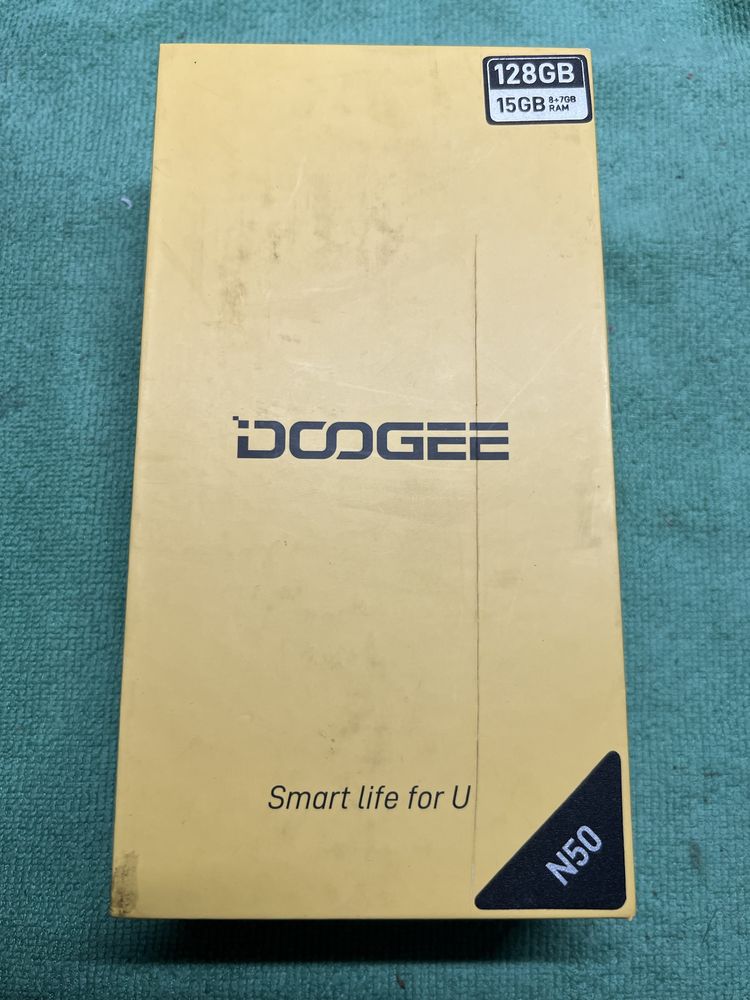 128GB
15GB 8+7GB
RAM
DOOGEE
Smart life for U
N50